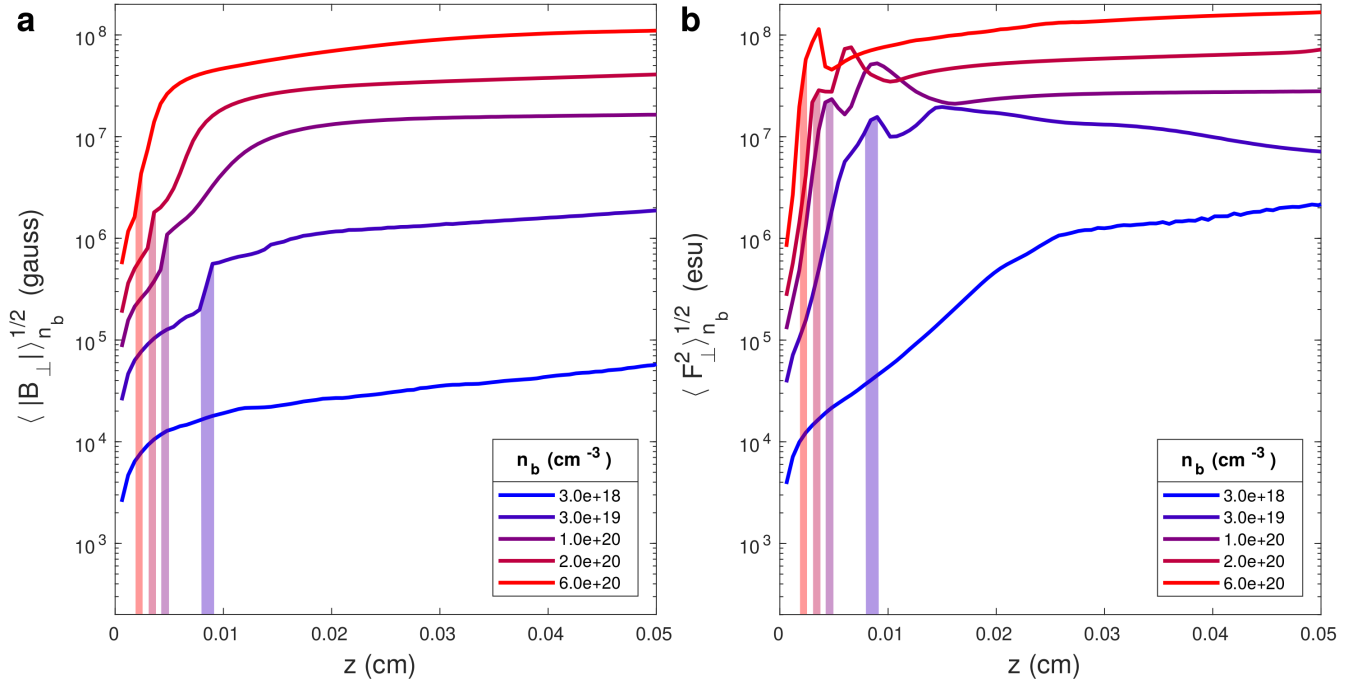 a
⟨ |B⊥| ⟩^{1/2}_{n_b} (gauss)
10^8
10^7
10^6
10^5
10^4
10^3
0 0.01 0.02 0.03 0.04 0.05
z (cm)
n_b (cm^-3)
3.0e+18
3.0e+19
1.0e+20
2.0e+20
6.0e+20
b
⟨ F^2_⊥ ⟩^{1/2}_{n_b} (esu)
10^8
10^7
10^6
10^5
10^4
10^3
0 0.01 0.02 0.03 0.04 0.05
z (cm)
n_b (cm^-3)
3.0e+18
3.0e+19
1.0e+20
2.0e+20
6.0e+20